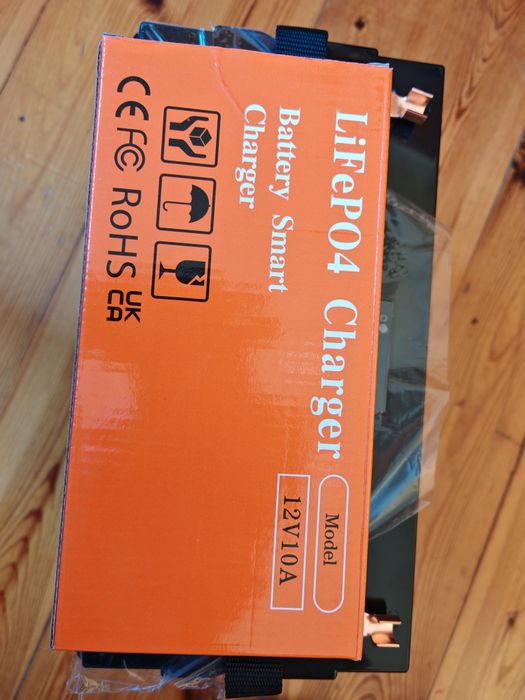 LiFePO4 Charger
Battery Smart
Charger
Model
12V10A
CE FC RoHS UK
CA